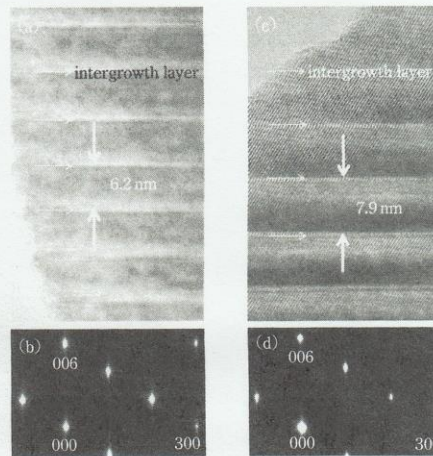 (a)
intergrowth layer
6.2 nm
(c)
intergrowth layer
7.9 nm
(b)
006
000
300
(d)
006
000
30